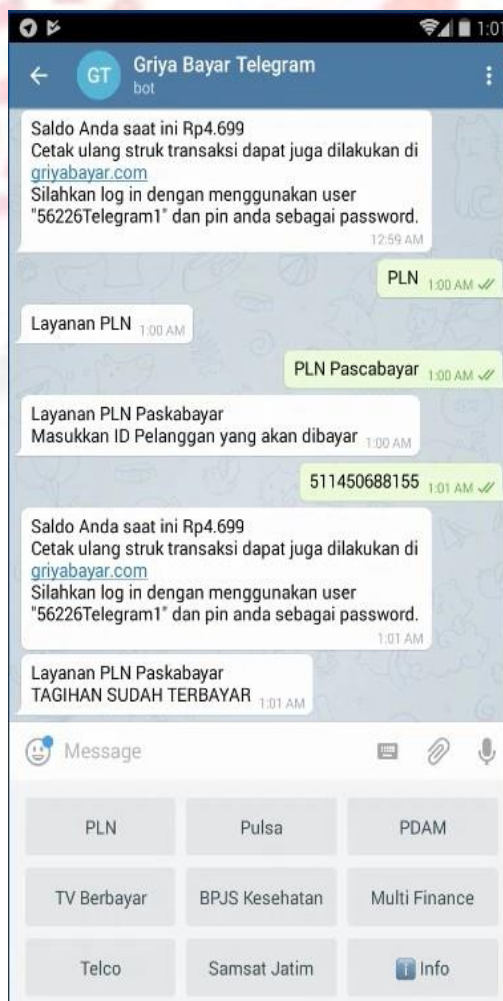 1:01
GT
Griya Bayar Telegram
bot
Saldo Anda saat ini Rp4.699
Cetak ulang struk transaksi dapat juga dilakukan di
griyabayar.com
Silahkan log in dengan menggunakan user
"56226Telegram1" dan pin anda sebagai password.
12:59 AM
PLN 1:00 AM
Layanan PLN 1:00 AM
PLN Pascabayar 1:00 AM
Layanan PLN Paskabayar
Masukkan ID Pelanggan yang akan dibayar 1:00 AM
511450688155 1:01 AM
Saldo Anda saat ini Rp4.699
Cetak ulang struk transaksi dapat juga dilakukan di
griyabayar.com
Silahkan log in dengan menggunakan user
"56226Telegram1" dan pin anda sebagai password.
1:01 AM
Layanan PLN Paskabayar
TAGIHAN SUDAH TERBAYAR 1:01 AM
Message
PLN Pulsa PDAM
TV Berbayar BPJS Kesehatan Multi Finance
Telco Samsat Jatim Info